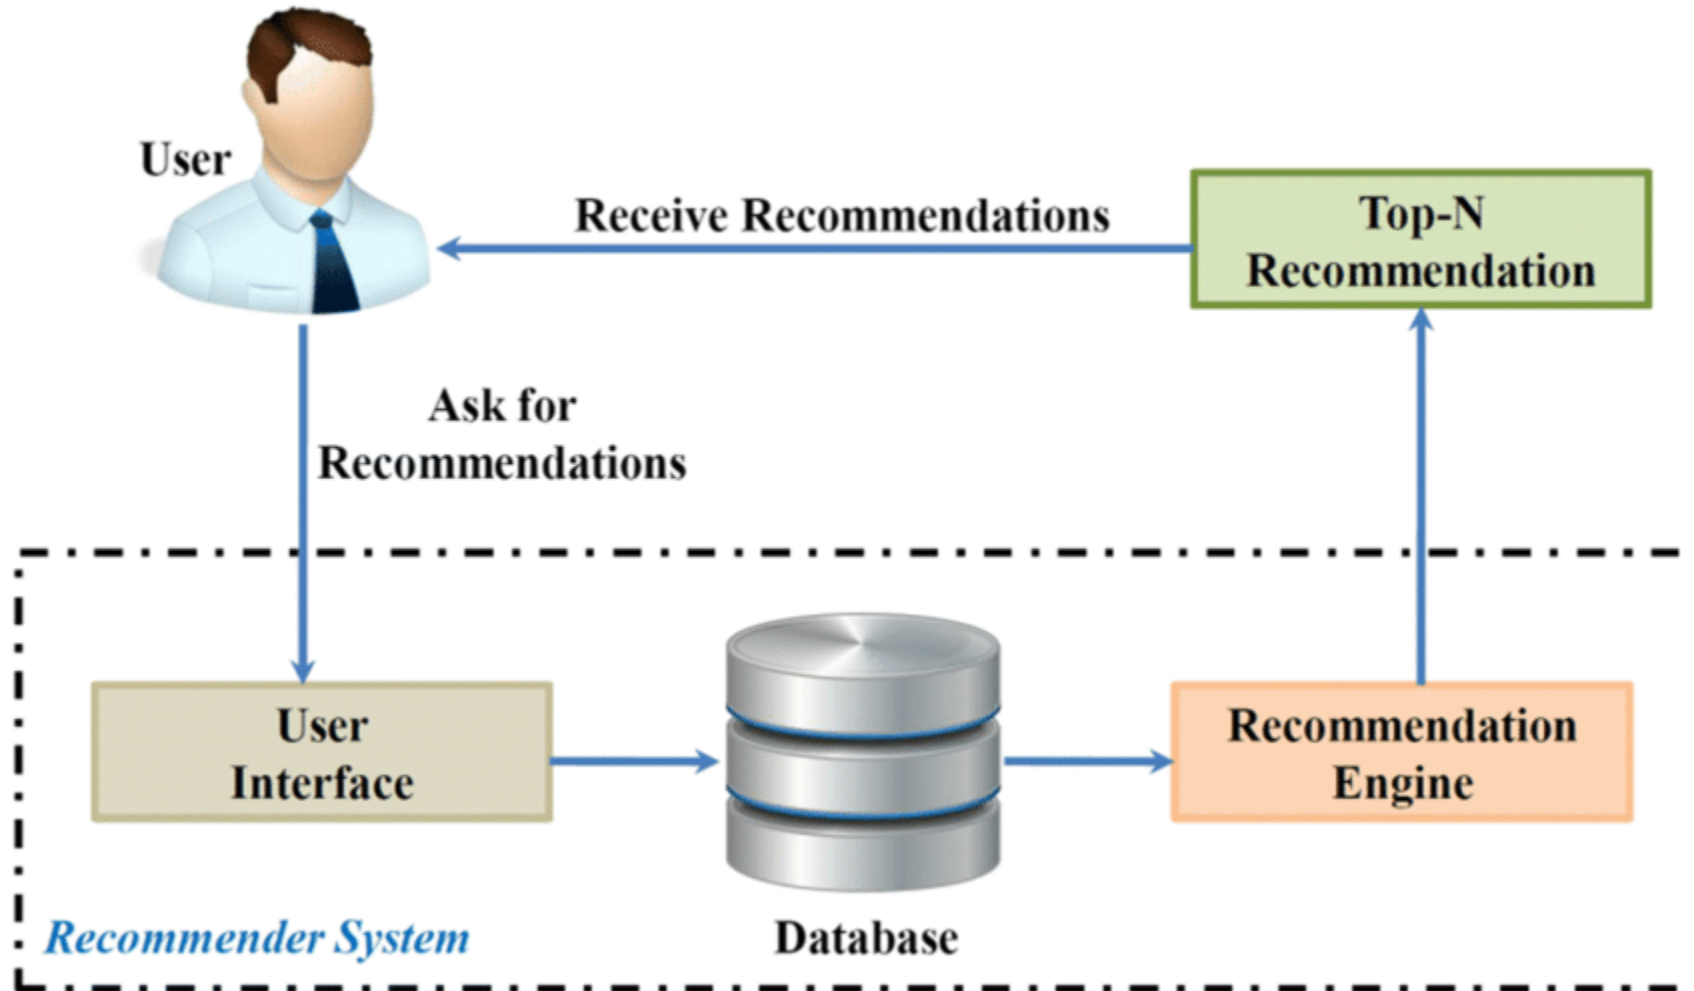 User
Receive Recommendations
Top-N
Recommendation
Ask for
Recommendations
User
Interface
Recommendation
Engine
Recommender System
Database